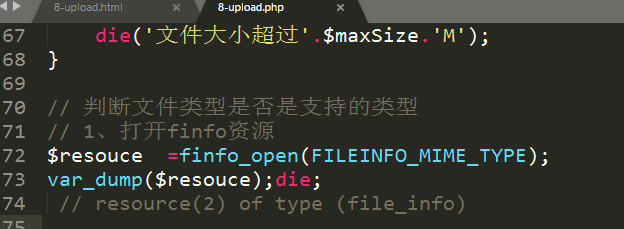 8-upload.html × 8-upload.php ×
67 die('文件大小超过'.$maxSize.'M');
68 }
69
70 // 判断文件类型是否是支持的类型
71 // 1、打开finfo资源
72 $resouce =finfo_open(FILEINFO_MIME_TYPE);
73 var_dump($resouce);die;
74 // resource(2) of type (file_info)
75